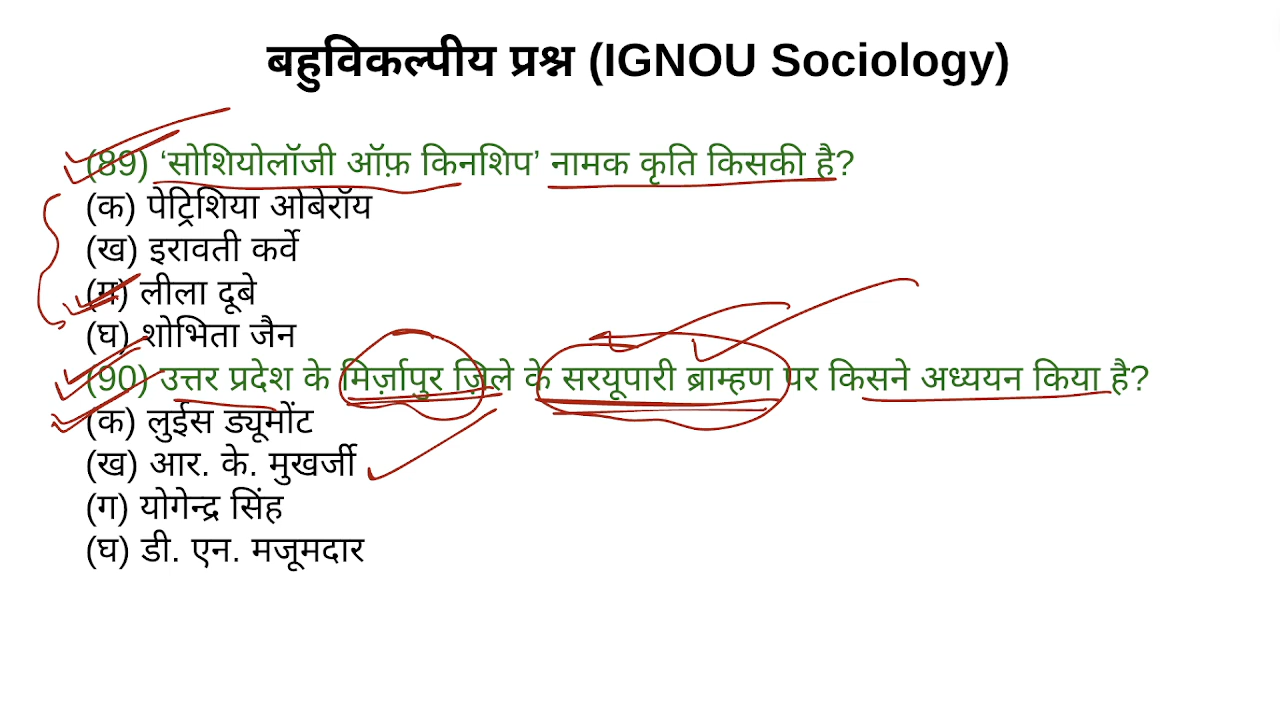 बहुविकल्पीय प्रश्न (IGNOU Sociology)
(89) ‘सोशियोलॉजी ऑफ़ किनशिप’ नामक कृति किसकी है?
(क) पेट्रिशिया ओबेरॉय
(ख) इरावती कर्वे
(ग) लीला दूबे
(घ) शोभिता जैन
(90) उत्तर प्रदेश के मिर्ज़ापुर ज़िले के सरयूपारी ब्राम्हण पर किसने अध्ययन किया है?
(क) लुईस ड्यूमोंट
(ख) आर. के. मुखर्जी
(ग) योगेन्द्र सिंह
(घ) डी. एन. मजूमदार